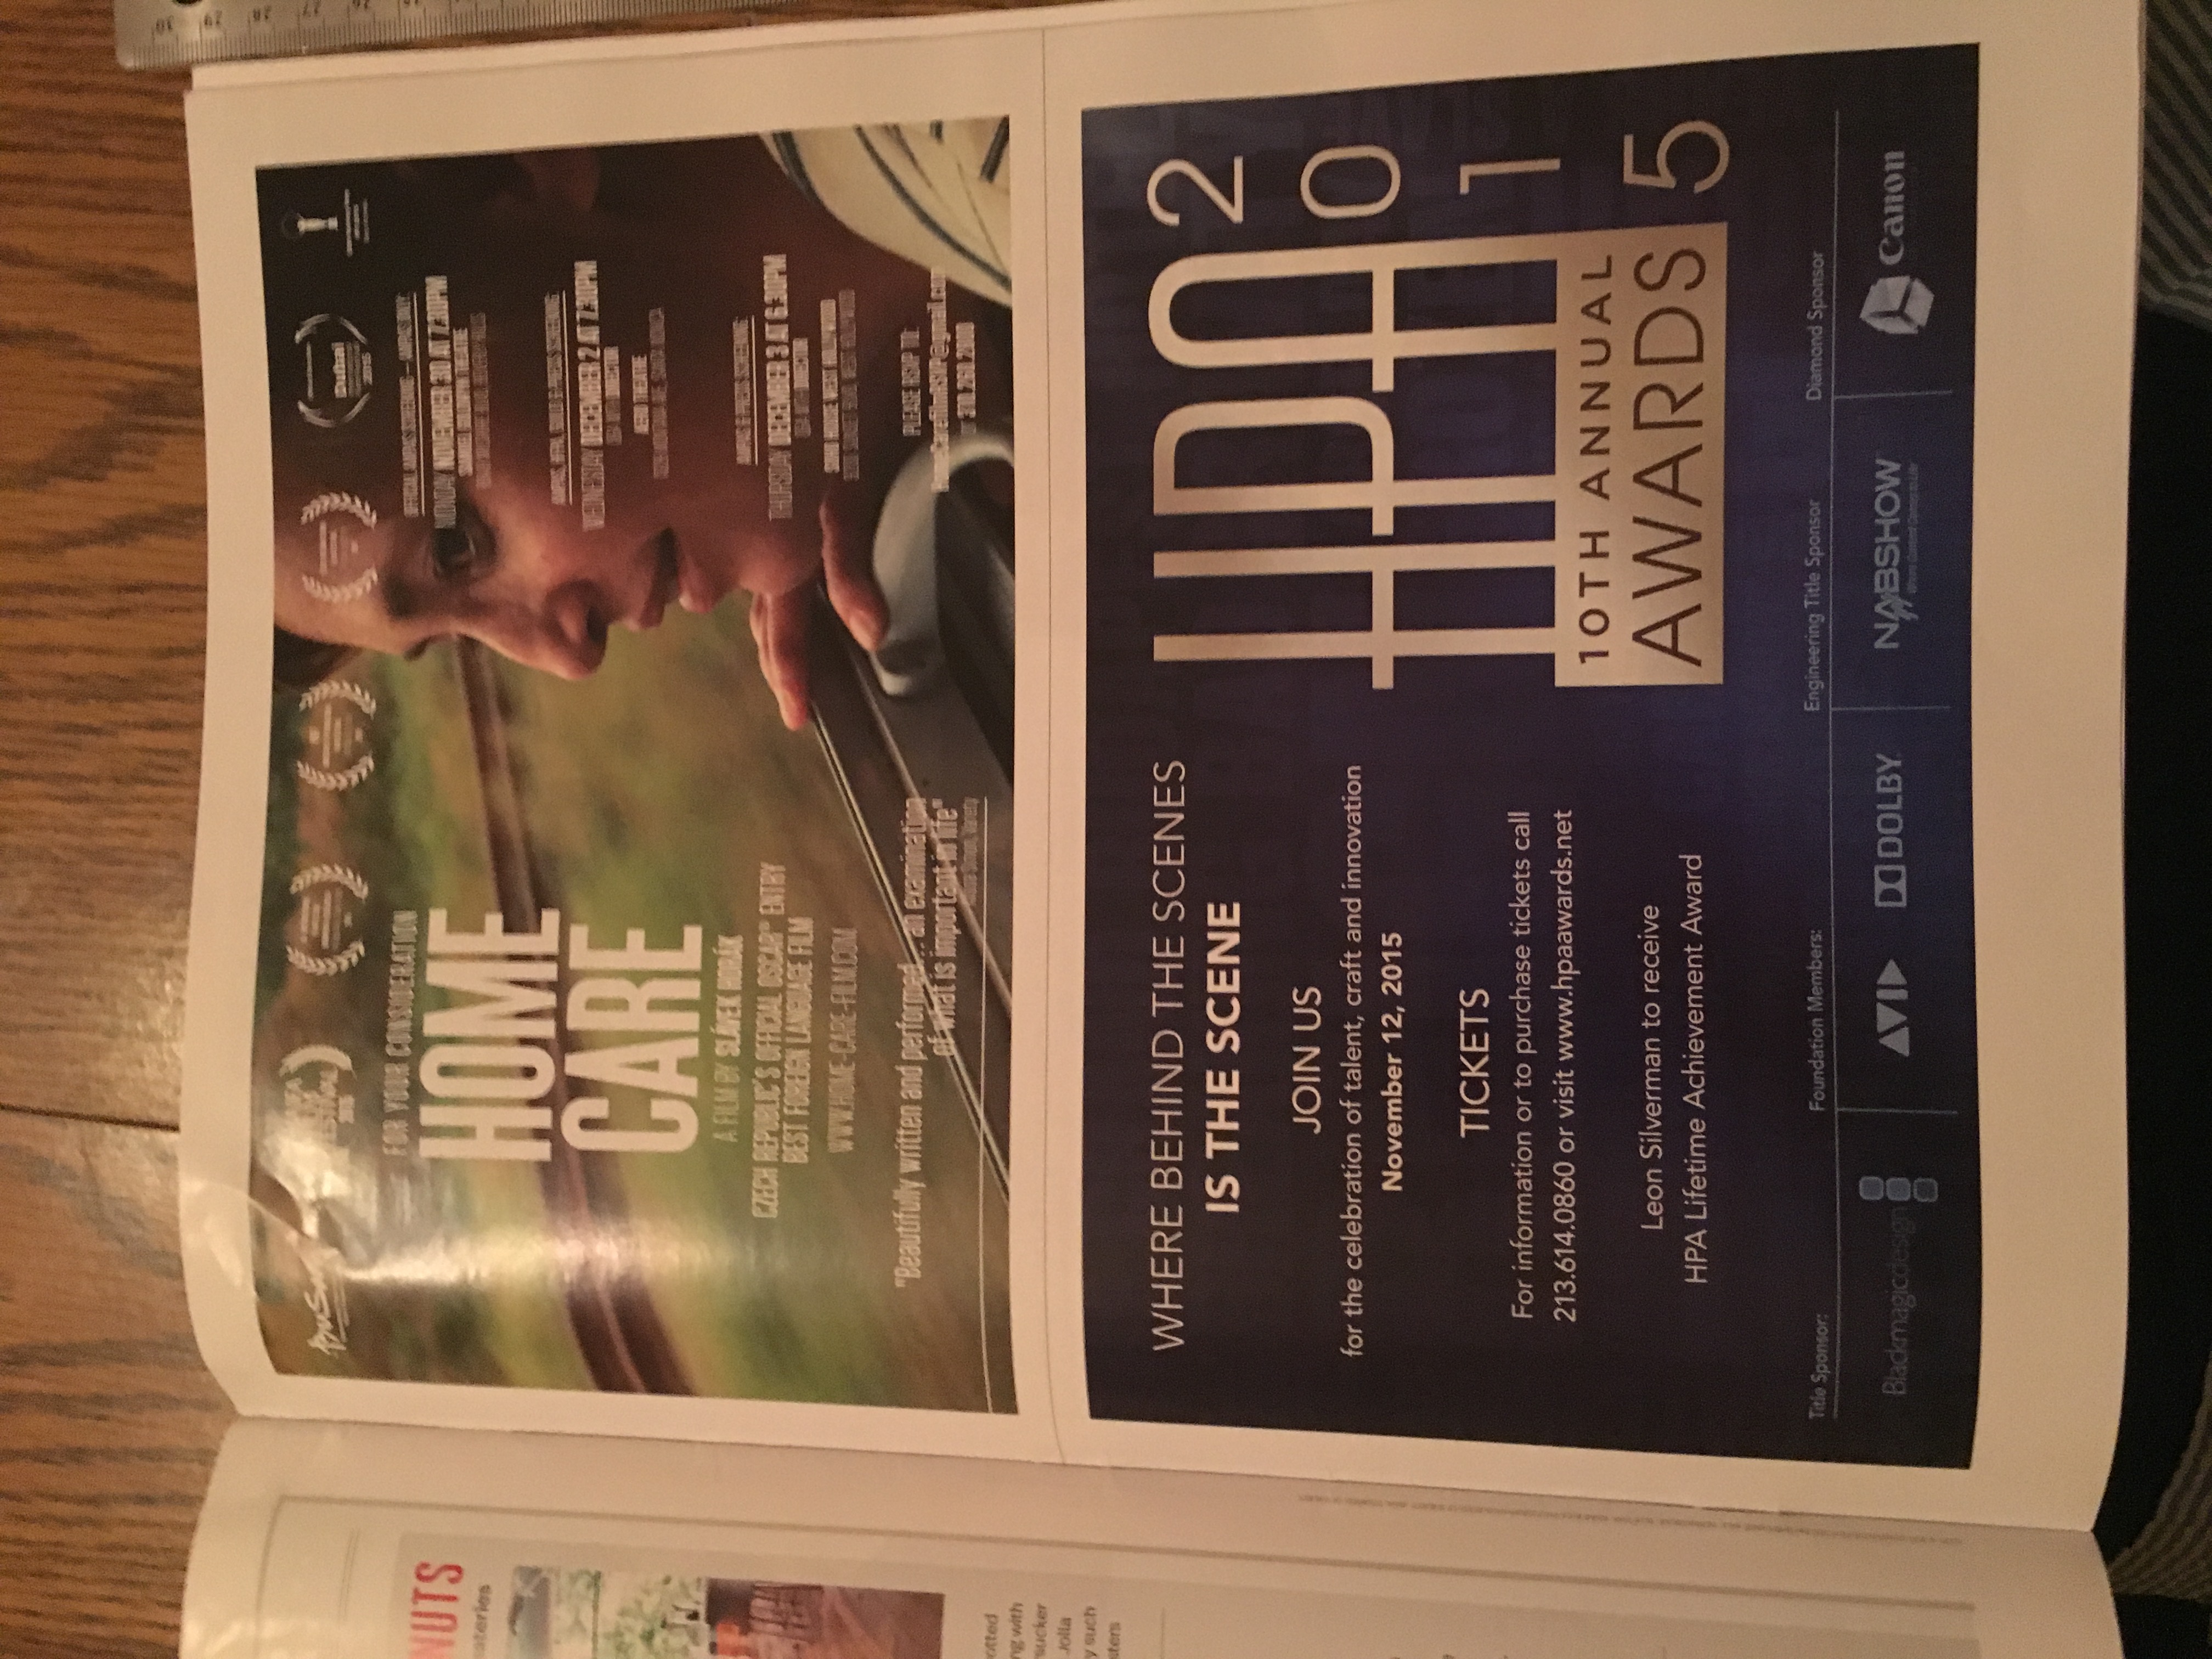 NUTS
otted
ng with
sucker
Jolla
y such
sters
FESTIVAL
2015
Dubai
2015
FOR YOUR CONSIDERATION
HOME
CARE
A FILM BY SLÁVEK HORÁK
CZECH REPUBLIC'S OFFICIAL OSCAR® ENTRY
BEST FOREIGN LANGUAGE FILM
WWW.HOME-CARE-FILM.COM
"Beautifully written and performed... an examination
of what is important in life"
Simon, Variety
OFFICIAL AMPAS SCREENING – AMPAS ONLY:
MONDAY NOVEMBER 30 AT 7.30PM
SAMUEL GOLDWYN THEATRE
BEVERLY HILLS
AMPAS, HFPA, GUILD & PRESS SCREENING:
WEDNESDAY DECEMBER 2 AT 7.30PM
Q&A WITH DIRECTOR
AERO THEATRE
MONTANA AVE, SANTA MONICA
AMPAS & PRESS SCREENING:
THURSDAY DECEMBER 3 AT 6.30PM
Q&A WITH DIRECTOR
SOHO HOUSE WEST HOLLYWOOD
SUNSET BLVD, WEST HOLLYWOOD
PLEASE RSVP TO:
HomeCarefilmRSVP@gmail.com
or
WHERE BEHIND THE SCENES
IS THE SCENE
JOIN US
for the celebration of talent, craft and innovation
November 12, 2015
TICKETS
For information or to purchase tickets call
213.614.0860 or visit www.hpaawards.net
Leon Silverman to receive
HPA Lifetime Achievement Award
HPA
2015
10TH ANNUAL
AWARDS
Title Sponsor:
Blackmagicdesign
Foundation Members:
AVID
DOLBY
Engineering Title Sponsor
NABSHOW
Where Content Comes to Life
Diamond Sponsor
Canon